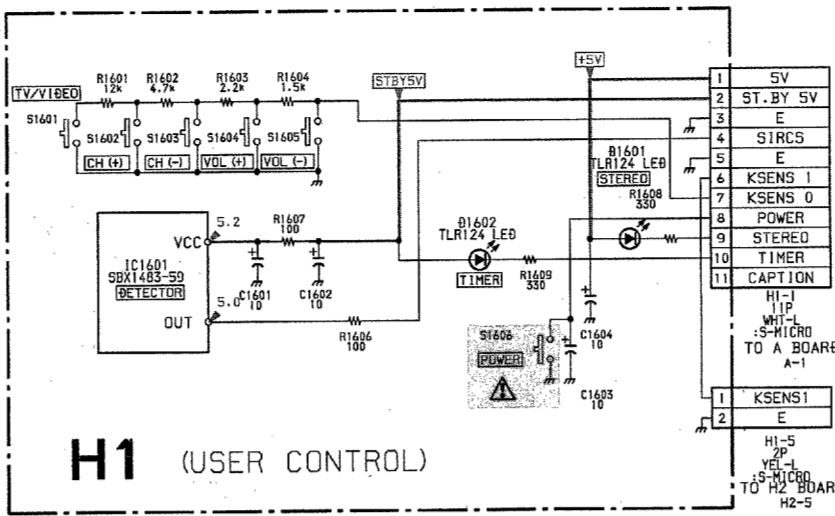 R1601 R1602 R1603 R1604
12k 4.7k 2.2k 1.5k
TV/VIDEO
STBY5V
+5V
S1601 S1602 S1603 S1604 S1605
CH (+) CH (-) VOL (+) VOL (-)
1 5V
2 ST.BY 5V
3 E
4 SIRCS
5 E
6 KSENS 1
7 KSENS 0
8 POWER
9 STEREO
10 TIMER
11 CAPTION
H1-1
11P
WHT-L
:S-MICRO
TO A BOARD
A-1
D1601
TLR124 LED
STEREO
R1608
330
D1602
TLR124 LED
TIMER
R1609
330
IC1601
SBX1483-59
DETECTOR
VCC
OUT
5.2
5.0
R1607
100
C1601
10
C1602
10
R1606
100
S1606
POWER
C1604
10
C1603
10
1 KSENS1
2 E
H1-5
2P
YEL-L
:S-MICRO
TO H2 BOARD
H2-5
H1 (USER CONTROL)